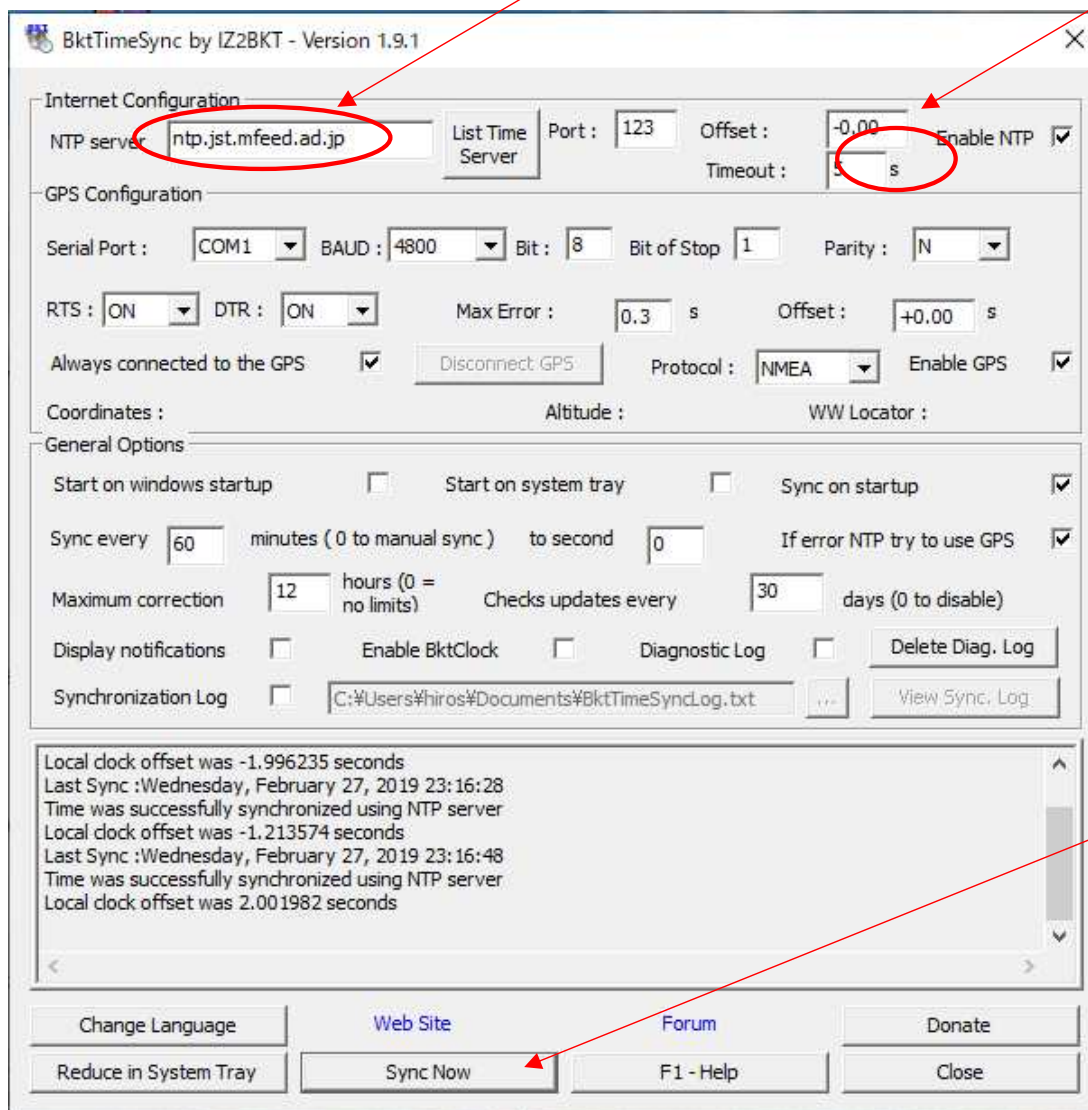 BktTimeSync by IZ2BKT - Version 1.9.1
Internet Configuration
NTP server ntp.jst.mfeed.ad.jp List Time Server Port : 123 Offset : -0.00 Enable NTP
Timeout : 5 s
GPS Configuration
Serial Port : COM1 BAUD : 4800 Bit : 8 Bit of Stop 1 Parity : N
RTS : ON DTR : ON Max Error : 0.3 s Offset : +0.00 s
Always connected to the GPS Disconnect GPS Protocol : NMEA Enable GPS
Coordinates : Altitude : WW Locator :
General Options
Start on windows startup Start on system tray Sync on startup
Sync every 60 minutes ( 0 to manual sync ) to second 0 If error NTP try to use GPS
Maximum correction 12 hours (0 = no limits) Checks updates every 30 days (0 to disable)
Display notifications Enable BktClock Diagnostic Log Delete Diag. Log
Synchronization Log C:¥Users¥hiros¥Documents¥BktTimeSyncLog.txt ... View Sync. Log
Local clock offset was -1.996235 seconds
Last Sync :Wednesday, February 27, 2019 23:16:28
Time was successfully synchronized using NTP server
Local clock offset was -1.213574 seconds
Last Sync :Wednesday, February 27, 2019 23:16:48
Time was successfully synchronized using NTP server
Local clock offset was 2.001982 seconds
Change Language Web Site Forum Donate
Reduce in System Tray Sync Now F1 - Help Close